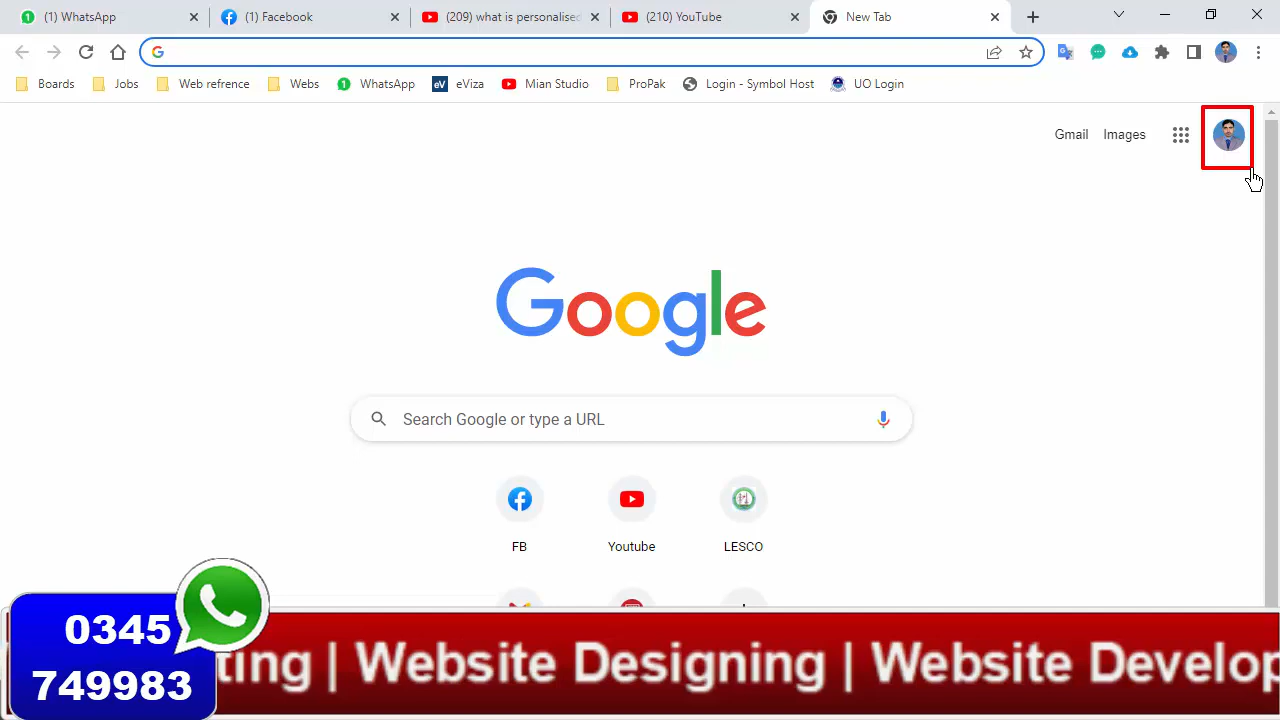 (1) WhatsApp
(1) Facebook
(209) what is personalised
(210) YouTube
New Tab
Boards
Jobs
Web refrence
Webs
WhatsApp
eViza
Mian Studio
ProPak
Login - Symbol Host
UO Login
Gmail
Images
Google
Search Google or type a URL
FB
Youtube
LESCO
0345
749983
ting | Website Designing | Website Develop